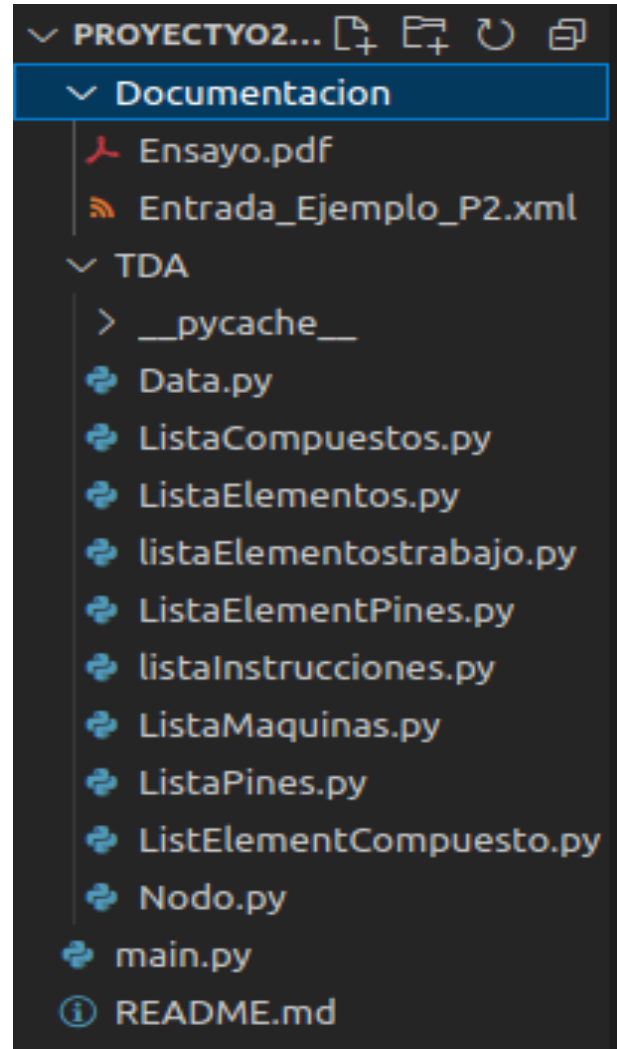 PROYECTYO2...
Documentacion
Ensayo.pdf
Entrada_Ejemplo_P2.xml
TDA
__pycache__
Data.py
ListaCompuestos.py
ListaElementos.py
listaElementostrabajo.py
ListaElementPines.py
listaInstrucciones.py
ListaMaquinas.py
ListaPines.py
ListElementCompuesto.py
Nodo.py
main.py
README.md